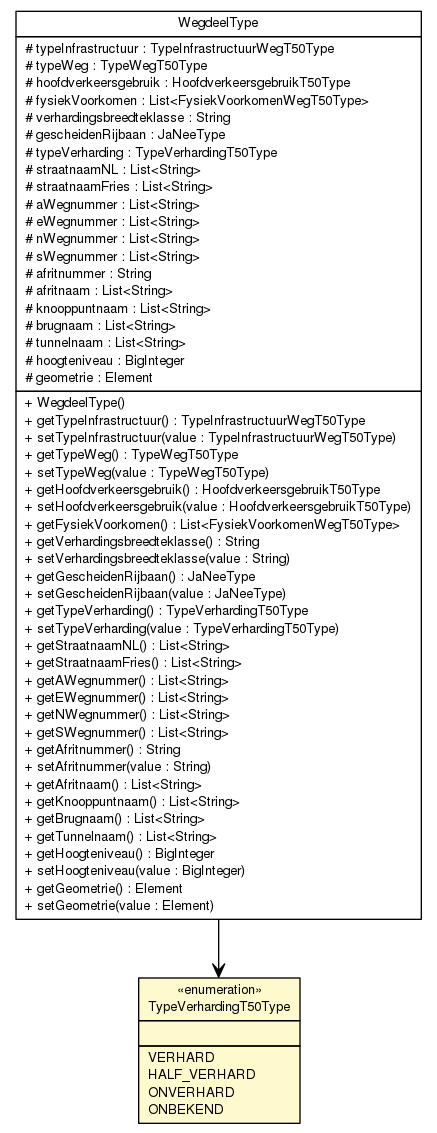 WegdeelType
# typeInfrastructuur : TypeInfrastructuurWegT50Type
# typeWeg : TypeWegT50Type
# hoofdverkeersgebruik : HoofdverkeersgebruikT50Type
# fysiekVoorkomen : List<FysiekVoorkomenWegT50Type>
# verhardingsbreedteklasse : String
# gescheidenRijbaan : JaNeeType
# typeVerharding : TypeVerhardingT50Type
# straatnaamNL : List<String>
# straatnaamFries : List<String>
# aWegnummer : List<String>
# eWegnummer : List<String>
# nWegnummer : List<String>
# sWegnummer : List<String>
# afritnummer : String
# afritnaam : List<String>
# knooppuntnaam : List<String>
# brugnaam : List<String>
# tunnelnaam : List<String>
# hoogteniveau : BigInteger
# geometrie : Element
+ WegdeelType()
+ getTypeInfrastructuur() : TypeInfrastructuurWegT50Type
+ setTypeInfrastructuur(value : TypeInfrastructuurWegT50Type)
+ getTypeWeg() : TypeWegT50Type
+ setTypeWeg(value : TypeWegT50Type)
+ getHoofdverkeersgebruik() : HoofdverkeersgebruikT50Type
+ setHoofdverkeersgebruik(value : HoofdverkeersgebruikT50Type)
+ getFysiekVoorkomen() : List<FysiekVoorkomenWegT50Type>
+ getVerhardingsbreedteklasse() : String
+ setVerhardingsbreedteklasse(value : String)
+ getGescheidenRijbaan() : JaNeeType
+ setGescheidenRijbaan(value : JaNeeType)
+ getTypeVerharding() : TypeVerhardingT50Type
+ setTypeVerharding(value : TypeVerhardingT50Type)
+ getStraatnaamNL() : List<String>
+ getStraatnaamFries() : List<String>
+ getAWegnummer() : List<String>
+ getEWegnummer() : List<String>
+ getNWegnummer() : List<String>
+ getSWegnummer() : List<String>
+ getAfritnummer() : String
+ setAfritnummer(value : String)
+ getAfritnaam() : List<String>
+ getKnooppuntnaam() : List<String>
+ getBrugnaam() : List<String>
+ getTunnelnaam() : List<String>
+ getHoogteniveau() : BigInteger
+ setHoogteniveau(value : BigInteger)
+ getGeometrie() : Element
+ setGeometrie(value : Element)
«enumeration»
TypeVerhardingT50Type
VERHARD
HALF_VERHARD
ONVERHARD
ONBEKEND